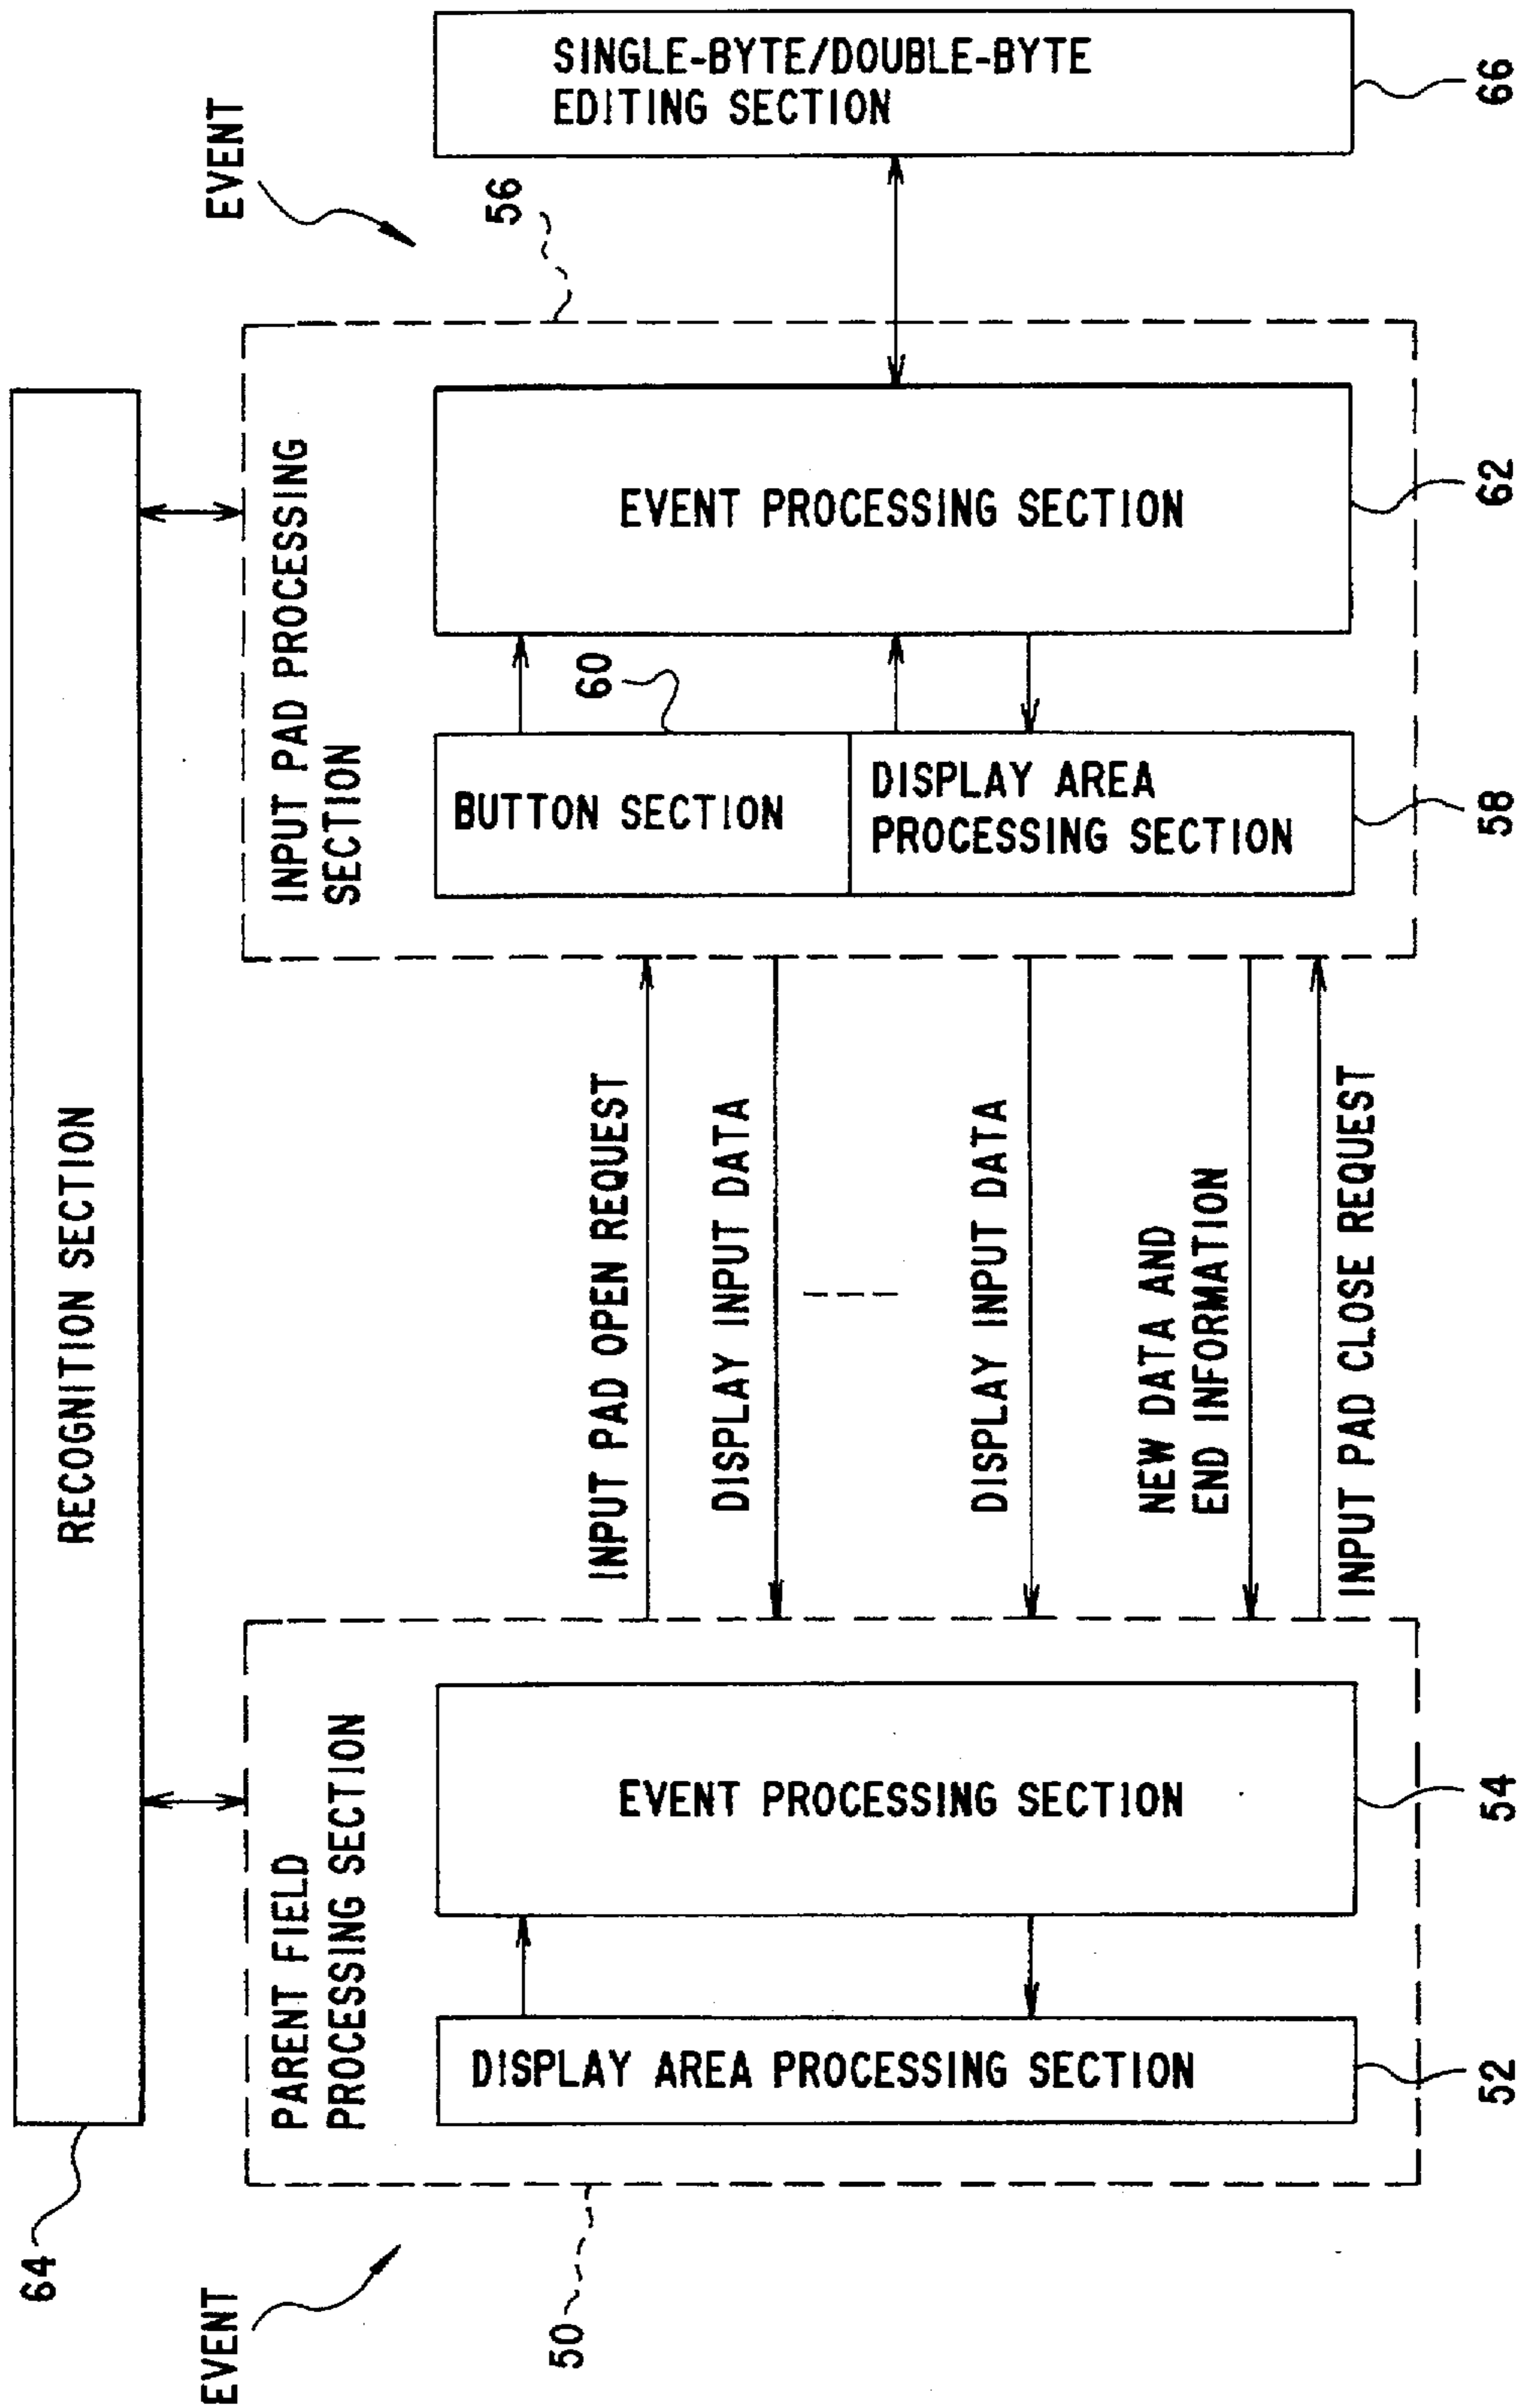 64
RECOGNITION SECTION
EVENT
50
PARENT FIELD
PROCESSING SECTION
DISPLAY AREA PROCESSING SECTION
52
EVENT PROCESSING SECTION
54
INPUT PAD OPEN REQUEST
DISPLAY INPUT DATA
DISPLAY INPUT DATA
NEW DATA AND
END INFORMATION
INPUT PAD CLOSE REQUEST
INPUT PAD PROCESSING
SECTION
BUTTON SECTION
60
DISPLAY AREA
PROCESSING SECTION
58
EVENT PROCESSING SECTION
62
56
EVENT
SINGLE-BYTE/DOUBLE-BYTE
EDITING SECTION
66